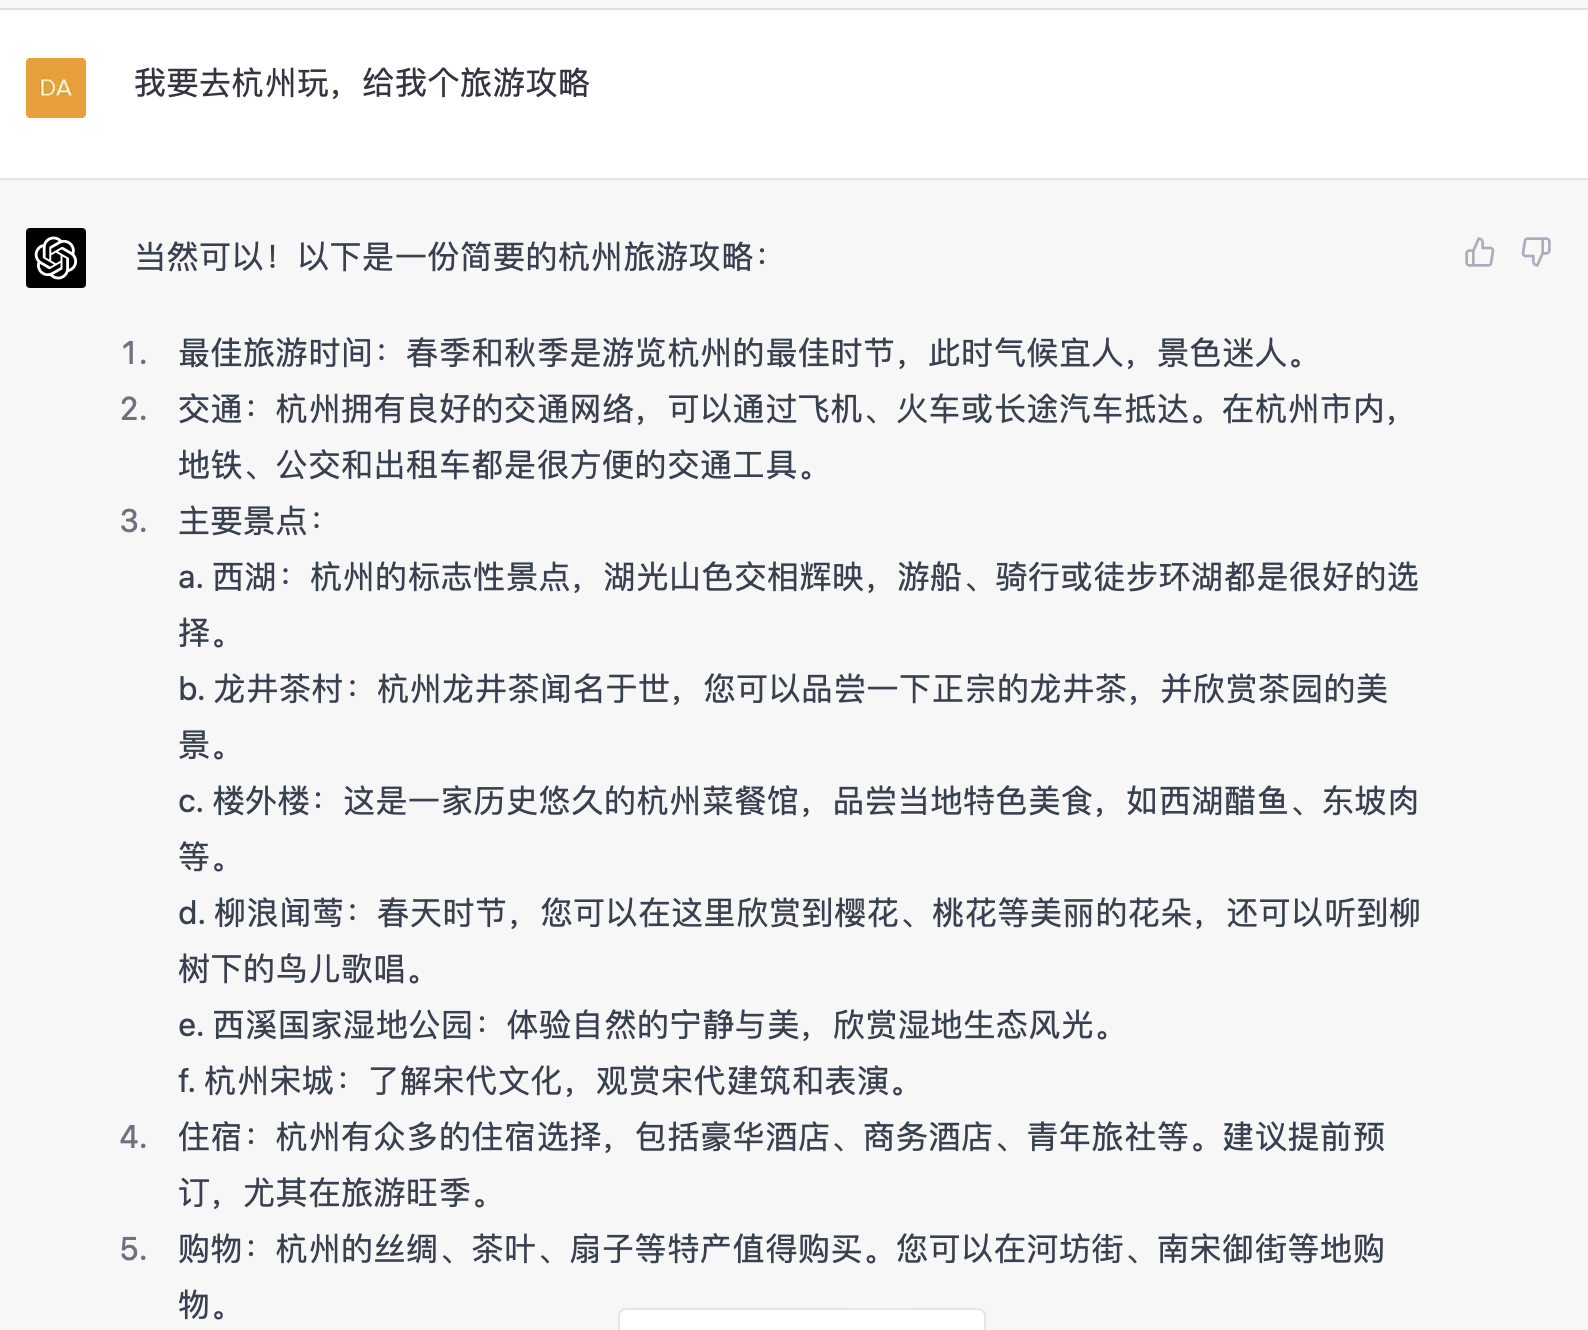 DA
我要去杭州玩，给我个旅游攻略
当然可以！以下是一份简要的杭州旅游攻略：
1. 最佳旅游时间：春季和秋季是游览杭州的最佳时节，此时气候宜人，景色迷人。
2. 交通：杭州拥有良好的交通网络，可以通过飞机、火车或长途汽车抵达。在杭州市内，
地铁、公交和出租车都是很方便的交通工具。
3. 主要景点：
a. 西湖：杭州的标志性景点，湖光山色交相辉映，游船、骑行或徒步环湖都是很好的选
择。
b. 龙井茶村：杭州龙井茶闻名于世，您可以品尝一下正宗的龙井茶，并欣赏茶园的美
景。
c. 楼外楼：这是一家历史悠久的杭州菜餐馆，品尝当地特色美食，如西湖醋鱼、东坡肉
等。
d. 柳浪闻莺：春天时节，您可以在这里欣赏到樱花、桃花等美丽的花朵，还可以听到柳
树下的鸟儿歌唱。
e. 西溪国家湿地公园：体验自然的宁静与美，欣赏湿地生态风光。
f. 杭州宋城：了解宋代文化，观赏宋代建筑和表演。
4. 住宿：杭州有众多的住宿选择，包括豪华酒店、商务酒店、青年旅社等。建议提前预
订，尤其在旅游旺季。
5. 购物：杭州的丝绸、茶叶、扇子等特产值得购买。您可以在河坊街、南宋御街等地购
物。